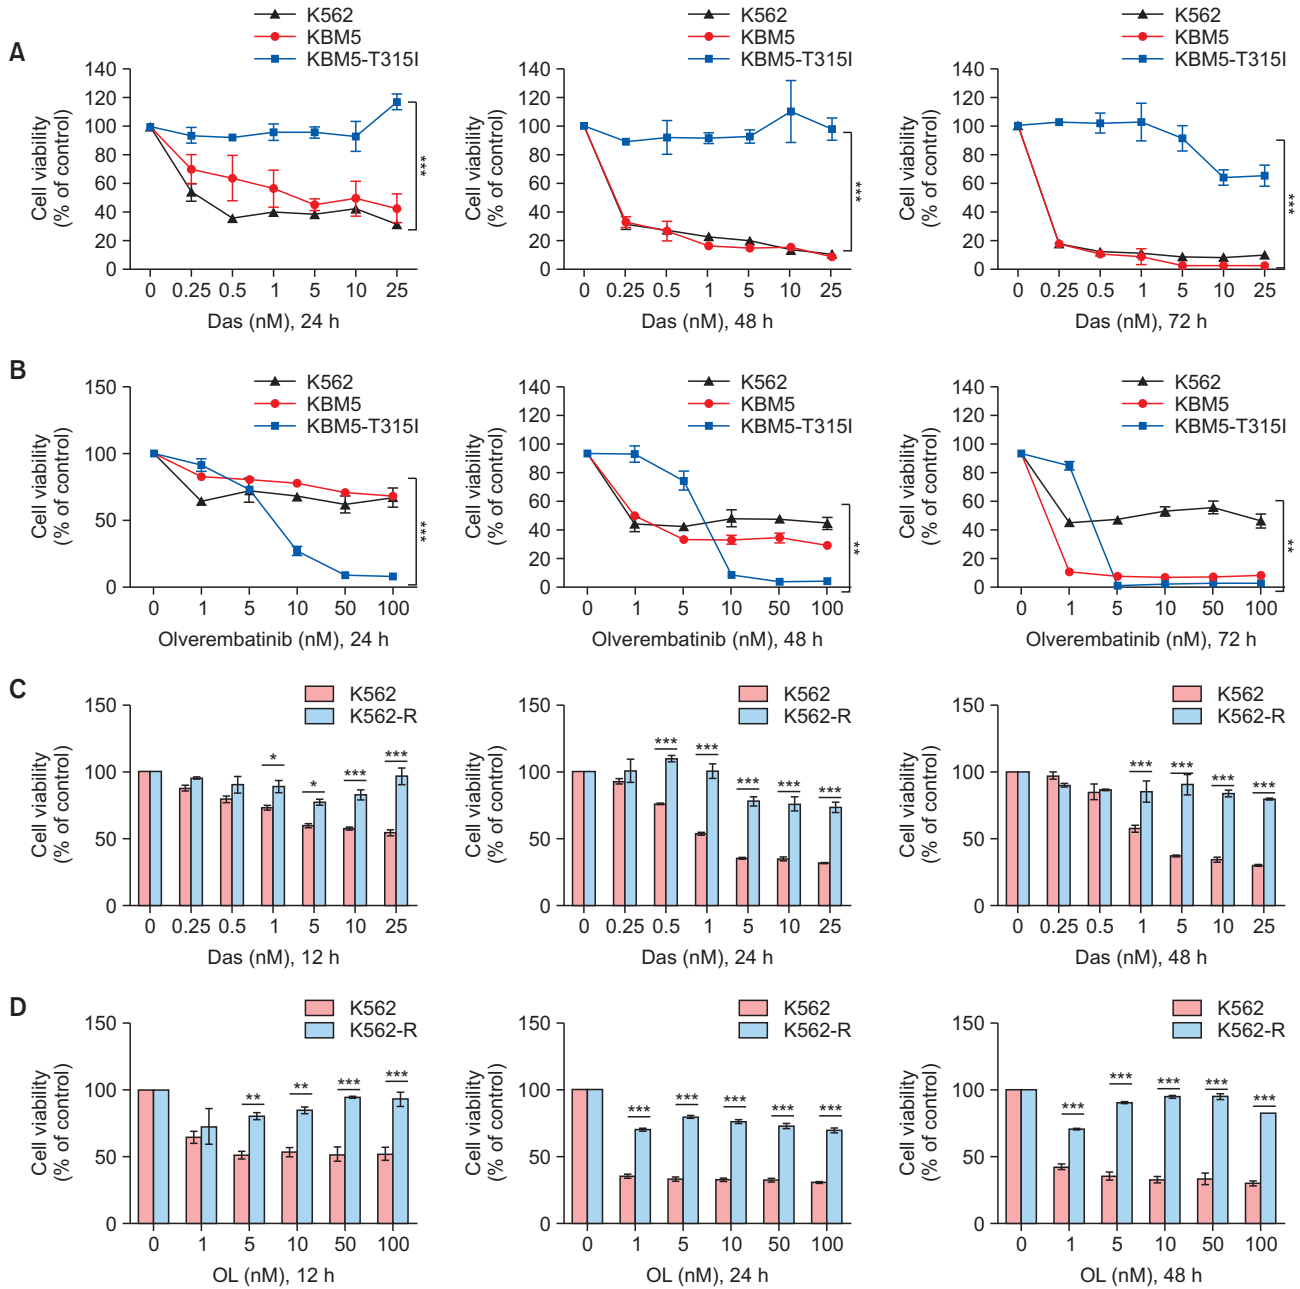 A
K562
KBM5
KBM5-T315I
Cell viability
(% of control)
140
120
100
80
60
40
20
0
***
0 0.25 0.5 1 5 10 25
Das (nM), 24 h
K562
KBM5
KBM5-T315I
Cell viability
(% of control)
140
120
100
80
60
40
20
0
***
0 0.25 0.5 1 5 10 25
Das (nM), 48 h
K562
KBM5
KBM5-T315I
Cell viability
(% of control)
140
120
100
80
60
40
20
0
***
0 0.25 0.5 1 5 10 25
Das (nM), 72 h
B
K562
KBM5
KBM5-T315I
Cell viability
(% of control)
150
100
50
0
***
0 1 5 10 50 100
Olverembatinib (nM), 24 h
K562
KBM5
KBM5-T315I
Cell viability
(% of control)
140
120
100
80
60
40
20
0
**
0 1 5 10 50 100
Olverembatinib (nM), 48 h
K562
KBM5
KBM5-T315I
Cell viability
(% of control)
140
120
100
80
60
40
20
0
**
0 1 5 10 50 100
Olverembatinib (nM), 72 h
C
K562
K562-R
Cell viability
(% of control)
150
100
50
0
* * *** ***
0 0.25 0.5 1 5 10 25
Das (nM), 12 h
K562
K562-R
Cell viability
(% of control)
150
100
50
0
*** *** *** *** ***
0 0.25 0.5 1 5 10 25
Das (nM), 24 h
K562
K562-R
Cell viability
(% of control)
150
100
50
0
*** *** *** ***
0 0.25 0.5 1 5 10 25
Das (nM), 48 h
D
K562
K562-R
Cell viability
(% of control)
150
100
50
0
** ** *** ***
0 1 5 10 50 100
OL (nM), 12 h
K562
K562-R
Cell viability
(% of control)
150
100
50
0
*** *** *** *** ***
0 1 5 10 50 100
OL (nM), 24 h
K562
K562-R
Cell viability
(% of control)
150
100
50
0
*** *** *** *** ***
0 1 5 10 50 100
OL (nM), 48 h